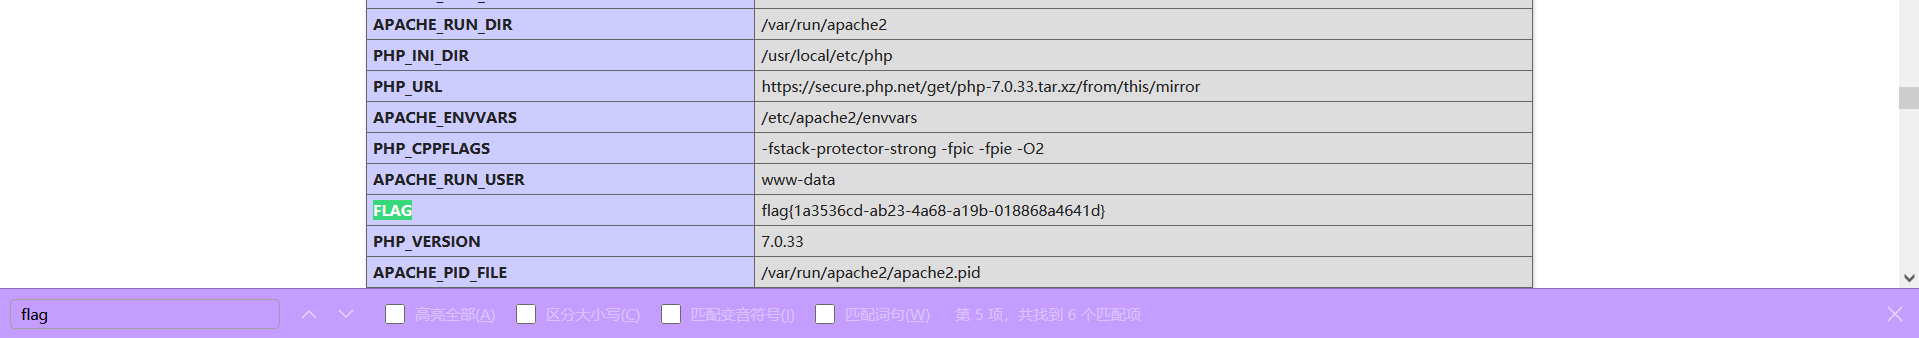 APACHE_RUN_DIR /var/run/apache2
PHP_INI_DIR /usr/local/etc/php
PHP_URL https://secure.php.net/get/php-7.0.33.tar.xz/from/this/mirror
APACHE_ENVVARS /etc/apache2/envvars
PHP_CPPFLAGS -fstack-protector-strong -fpic -fpie -O2
APACHE_RUN_USER www-data
FLAG flag{1a3536cd-ab23-4a68-a19b-018868a4641d}
PHP_VERSION 7.0.33
APACHE_PID_FILE /var/run/apache2/apache2.pid
flag 高亮全部(A) 区分大小写(C) 匹配变音符号(I) 匹配词句(W) 第 5 项，共找到 6 个匹配项